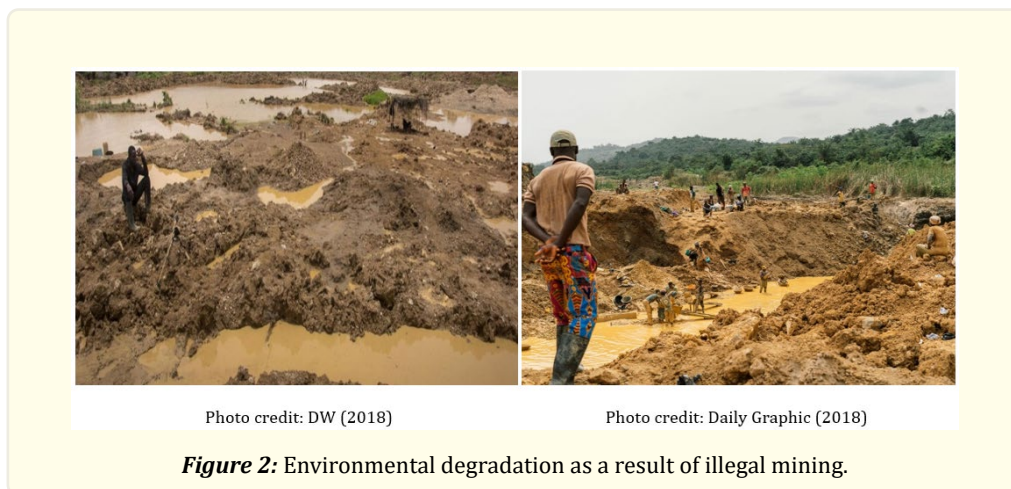 Photo credit: DW (2018)
Photo credit: Daily Graphic (2018)
Figure 2: Environmental degradation as a result of illegal mining.